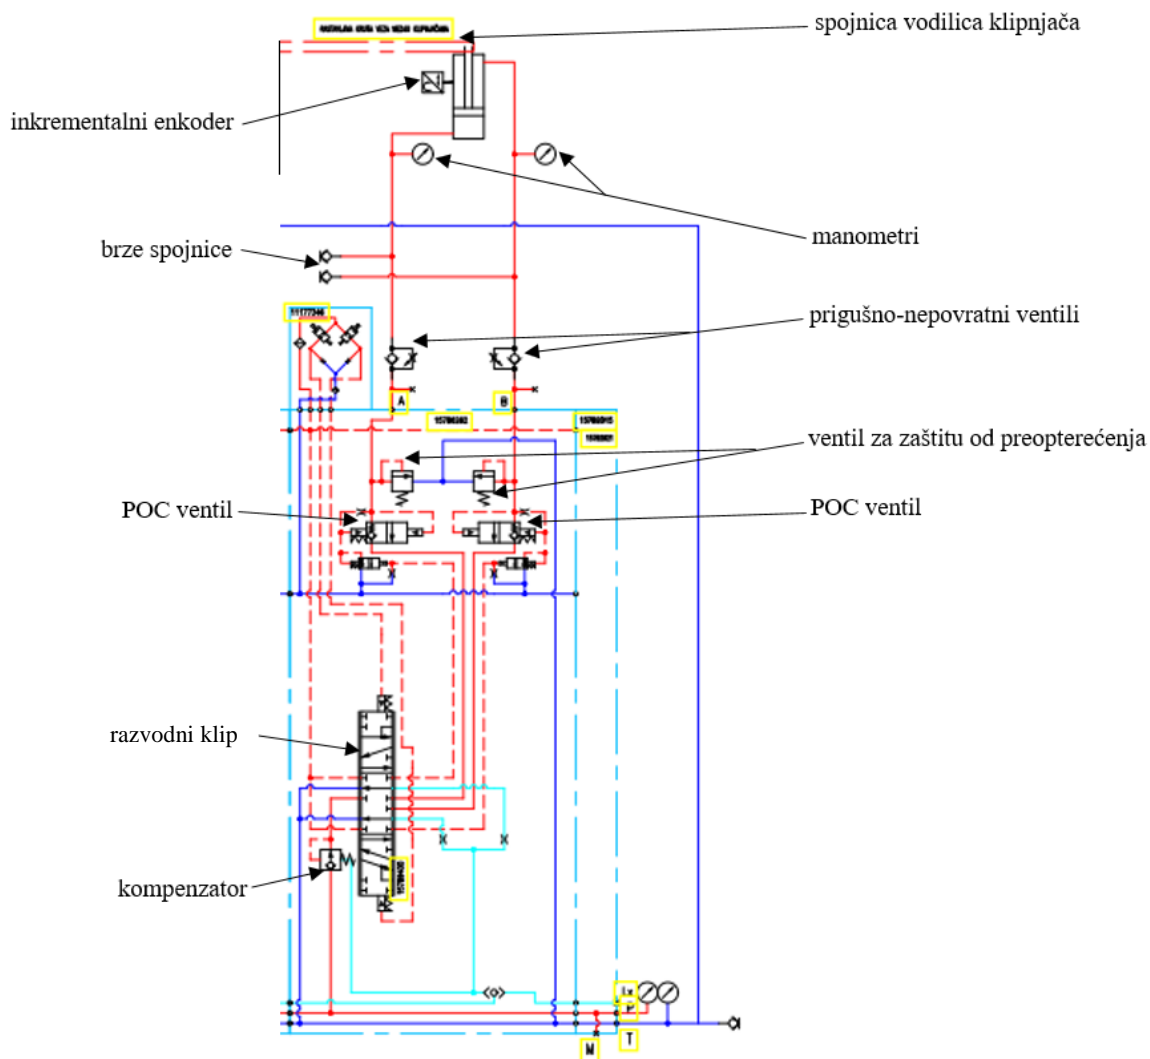 spojnica vodilica klipnjača
inkrementalni enkoder
manometri
brze spojnice
prigušno-nepovratni ventili
A
B
ventil za zaštitu od preopterećenja
POC ventil
POC ventil
razvodni klip
kompenzator
P
T
M